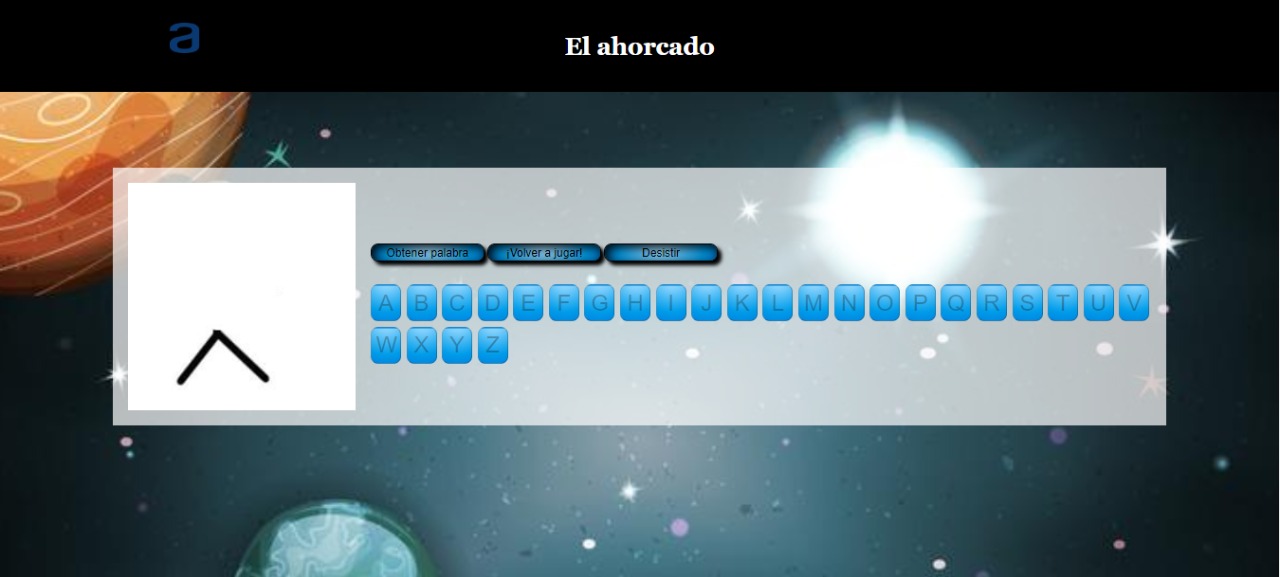 a
El ahorcado
Obtener palabra ¡Volver a jugar! Desistir
A B C D E F G H I J K L M N O P Q R S T U V
W X Y Z